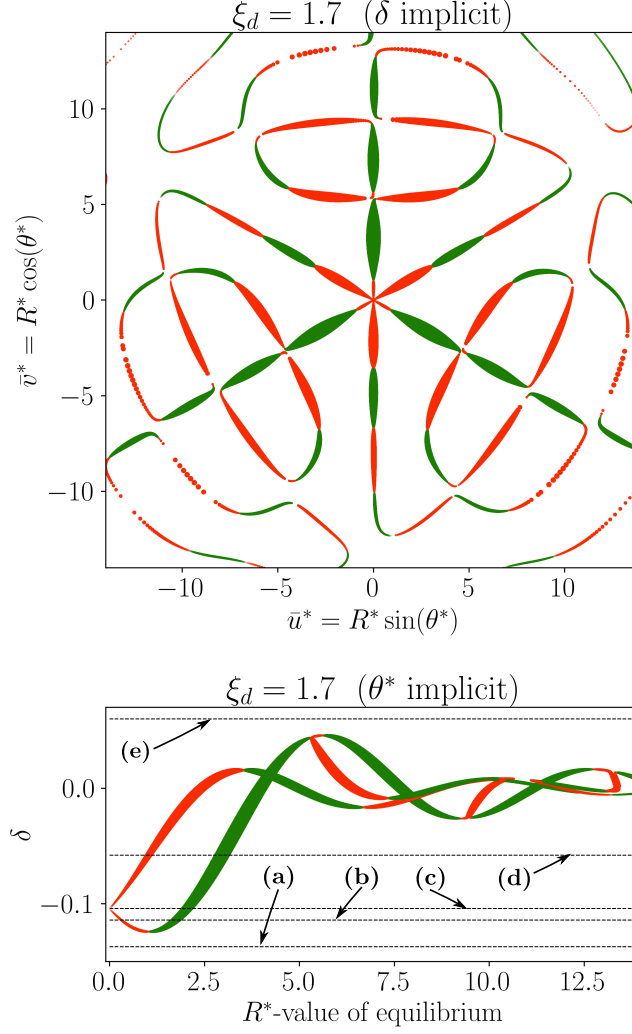 ξ_d = 1.7 (δ implicit)
10
5
0
−5
−10
v̄* = R* cos(θ*)
−10
−5
0
5
10
ū* = R* sin(θ*)
ξ_d = 1.7 (θ* implicit)
(e)
0.0
δ
(a)
(b)
(c)
(d)
−0.1
0.0
2.5
5.0
7.5
10.0
12.5
R*-value of equilibrium